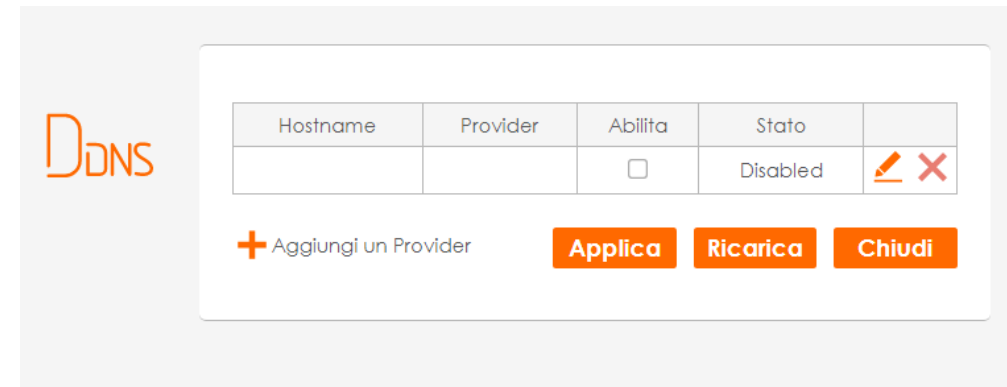 DDNS
Hostname Provider Abilita Stato
Disabled
Aggiungi un Provider Applica Ricarica Chiudi